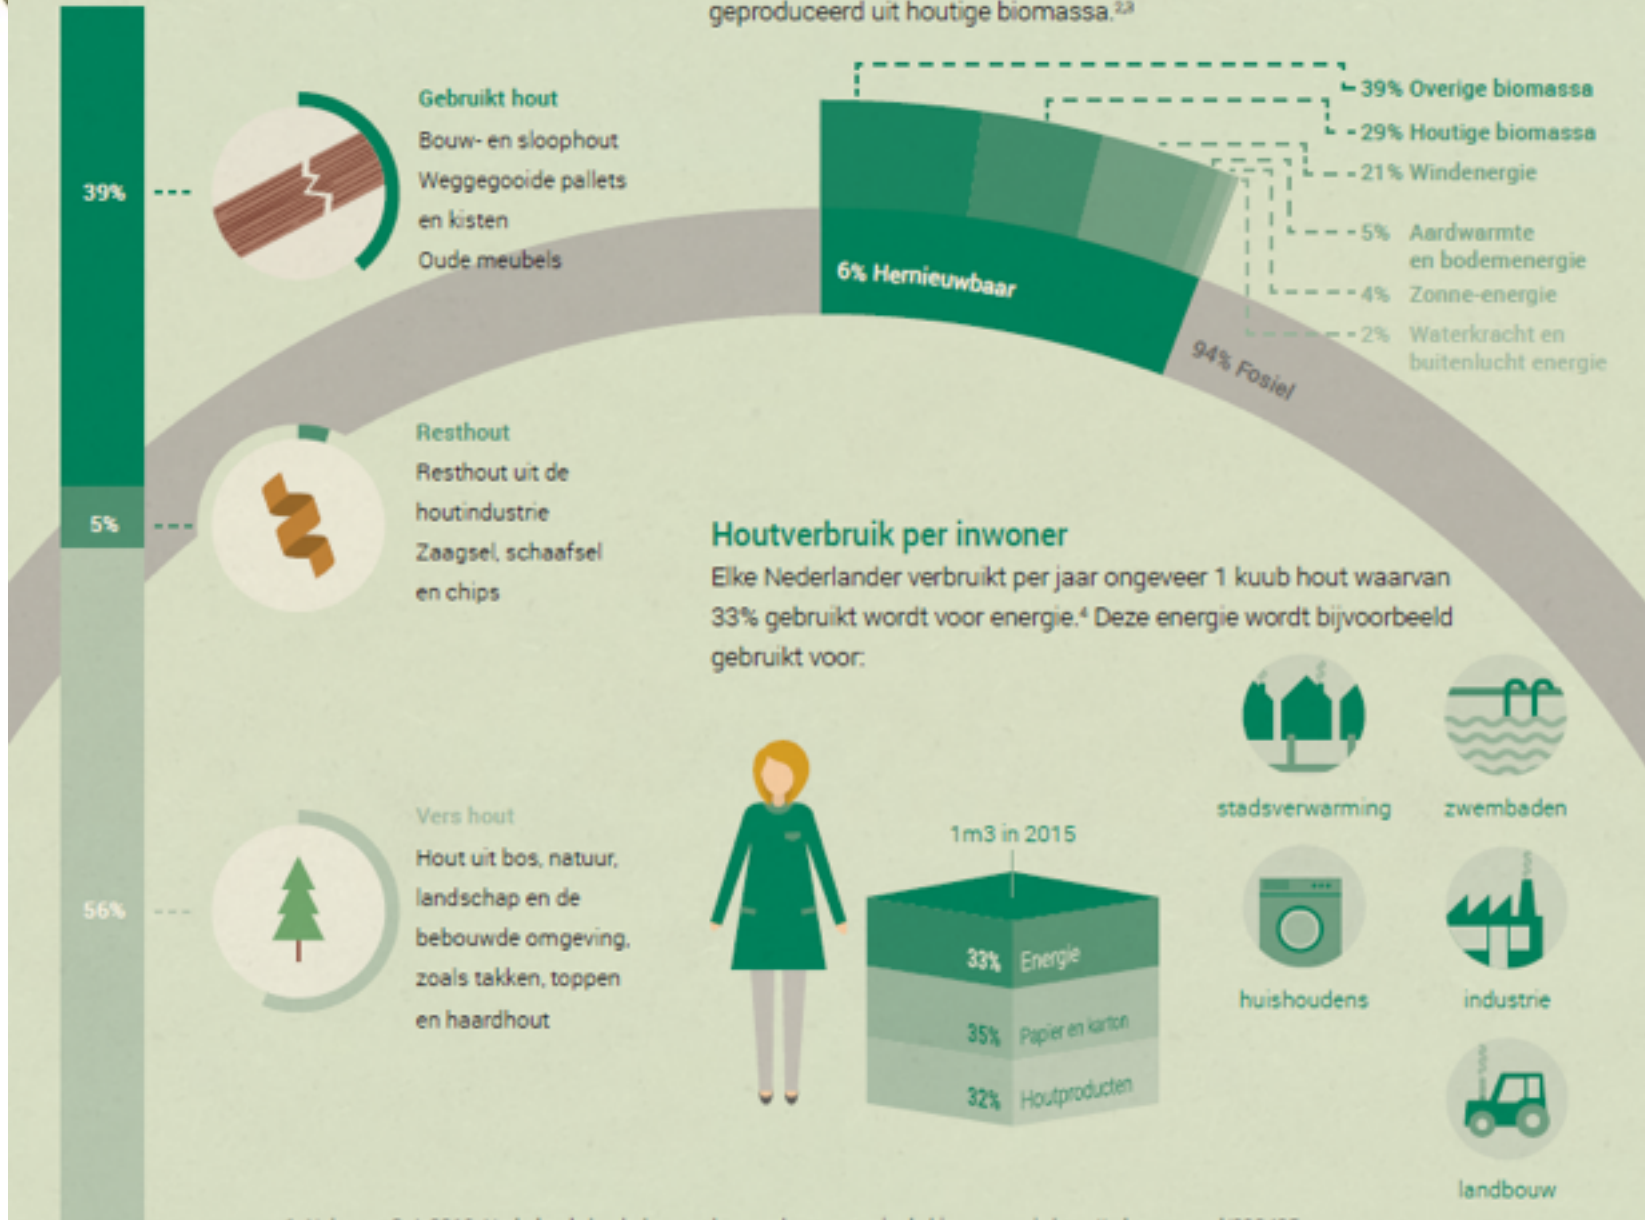 geproduceerd uit houtige biomassa.2,3
39%
Gebruikt hout
Bouw- en sloophout
Weggegooide pallets
en kisten
Oude meubels
6% Hernieuwbaar
94% Fosiel
39% Overige biomassa
29% Houtige biomassa
21% Windenergie
5% Aardwarmte
en bodemenergie
4% Zonne-energie
2% Waterkracht en
buitenlucht energie
5%
Resthout
Resthout uit de
houtindustrie
Zaagsel, schaafsel
en chips
Houtverbruik per inwoner
Elke Nederlander verbruikt per jaar ongeveer 1 kuub hout waarvan
33% gebruikt wordt voor energie.4 Deze energie wordt bijvoorbeeld
gebruikt voor:
56%
Vers hout
Hout uit bos, natuur,
landschap en de
bebouwde omgeving,
zoals takken, toppen
en haardhout
1m3 in 2015
33% Energie
35% Papier en karton
32% Houtproducten
stadsverwarming
zwembaden
huishoudens
industrie
landbouw